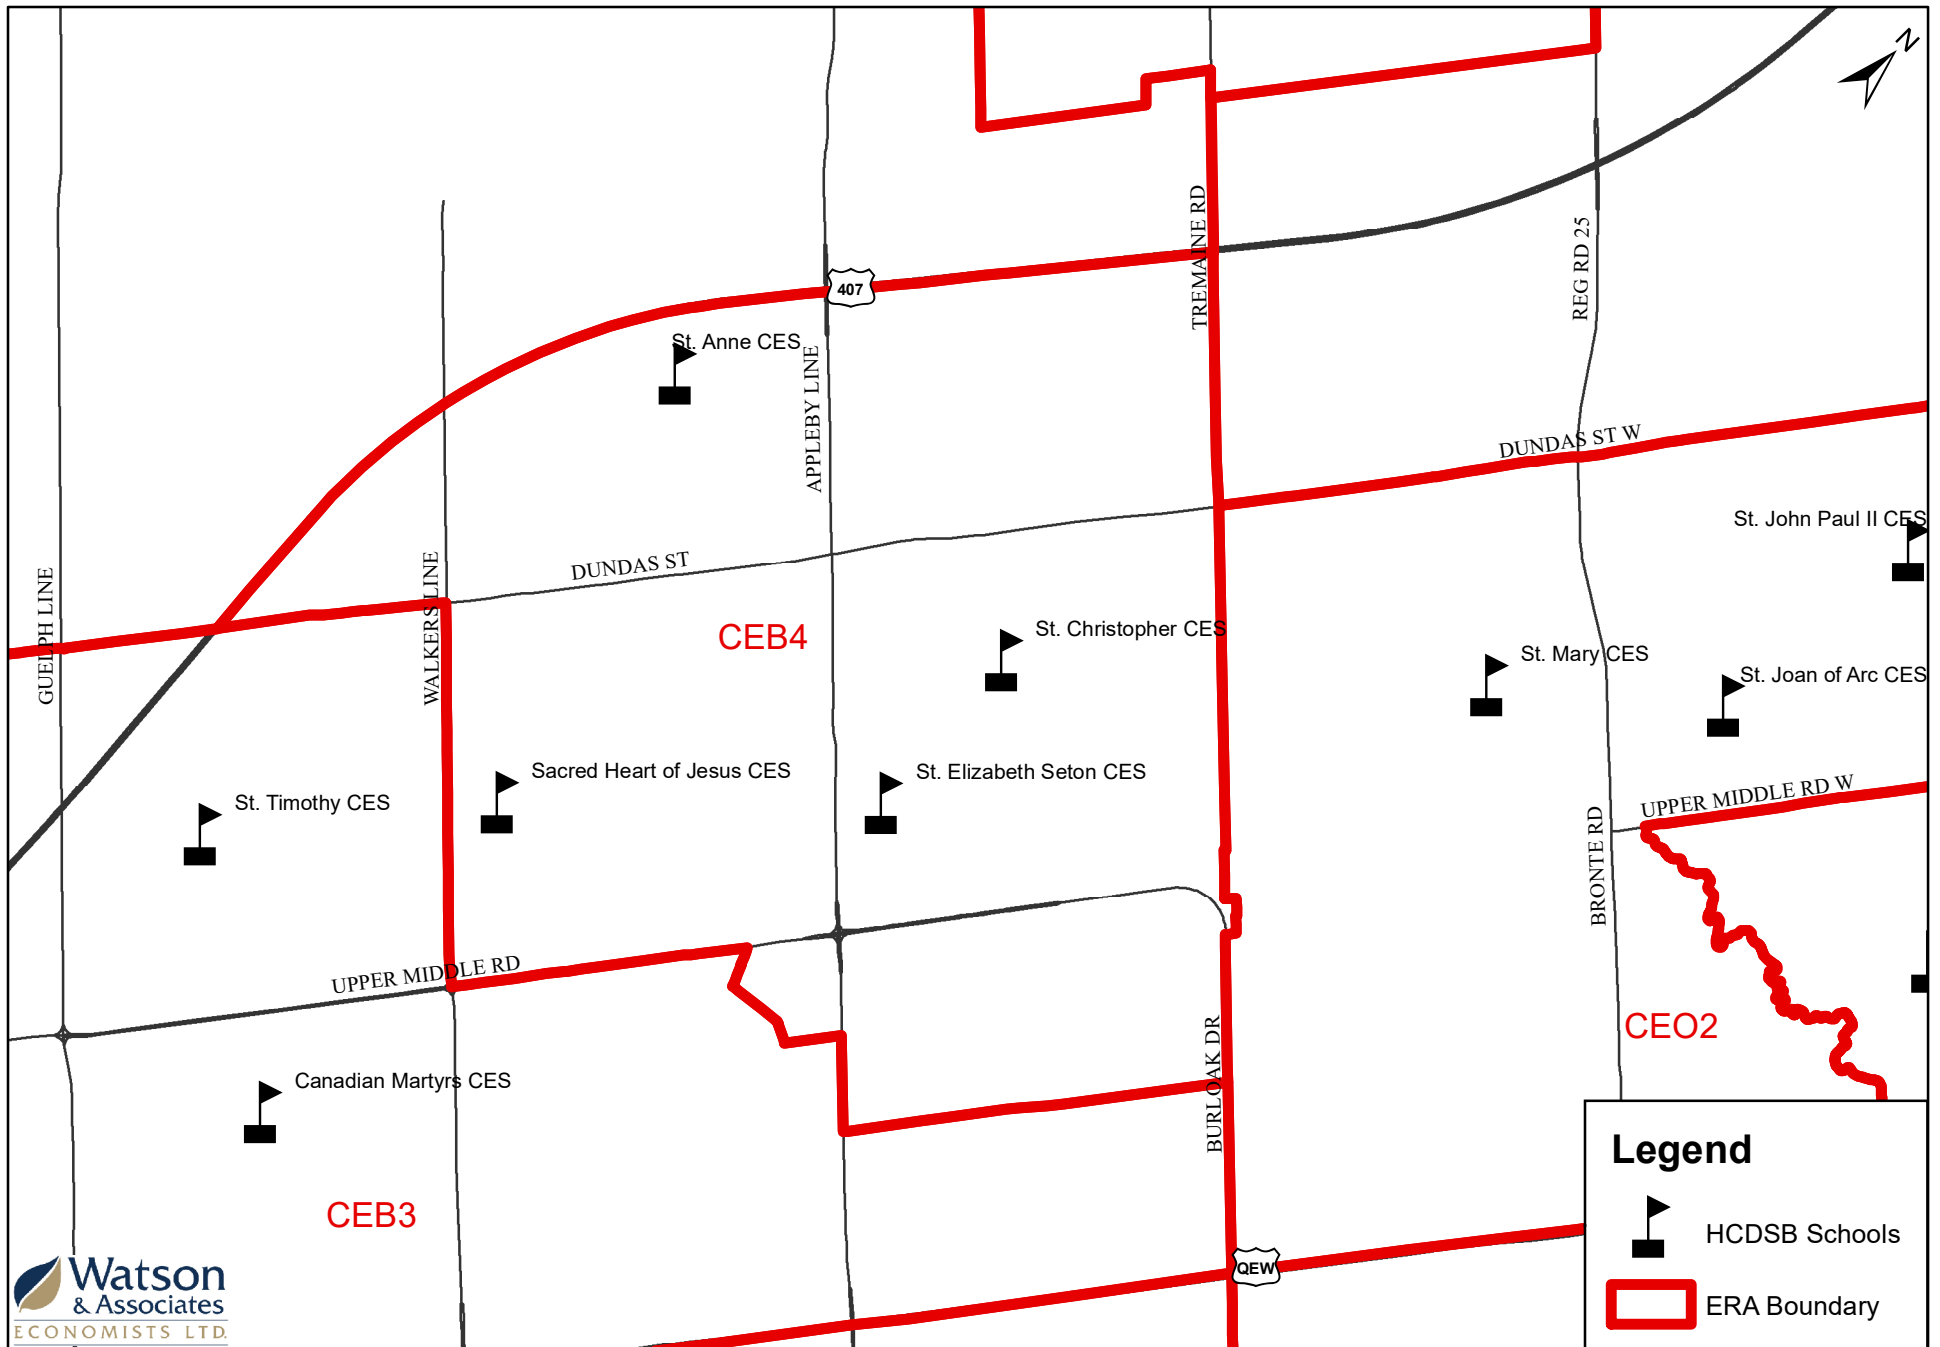 N
TREMAINE RD
REG RD 25
407
St. Anne CES
APPLEBY LINE
DUNDAS ST W
St. John Paul II CES
DUNDAS ST
GUELPH LINE
WALKERS LINE
CEB4
St. Christopher CES
St. Mary CES
St. Joan of Arc CES
Sacred Heart of Jesus CES
St. Elizabeth Seton CES
St. Timothy CES
UPPER MIDDLE RD W
BRONTE RD
UPPER MIDDLE RD
CEO2
BURLOAK DR
Canadian Martyrs CES
CEB3
QEW
Legend
HCDSB Schools
ERA Boundary
Watson
& Associates
ECONOMISTS LTD.